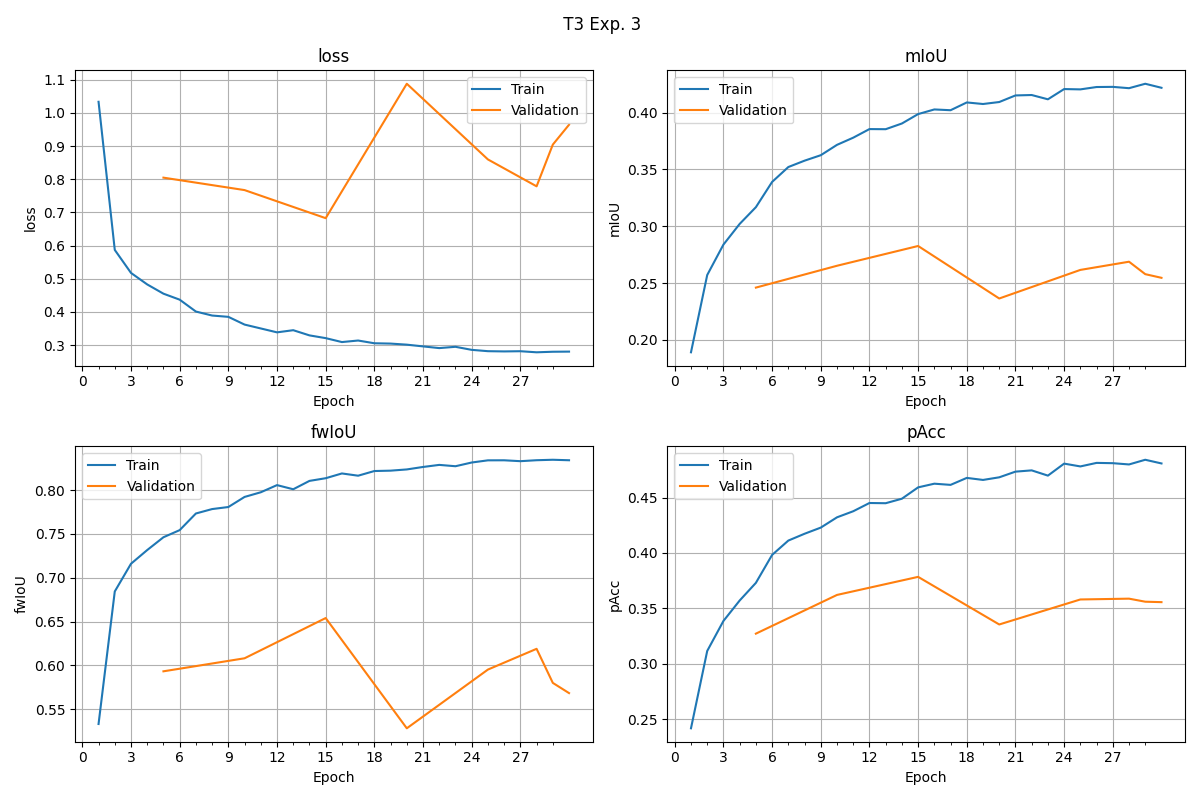 T3 Exp. 3
loss
1.1
1.0
0.9
0.8
0.7
0.6
0.5
0.4
0.3
loss
Train
Validation
0 3 6 9 12 15 18 21 24 27
Epoch
mIoU
0.40
0.35
0.30
0.25
0.20
mIoU
Train
Validation
0 3 6 9 12 15 18 21 24 27
Epoch
fwIoU
0.80
0.75
0.70
0.65
0.60
0.55
fwIoU
Train
Validation
0 3 6 9 12 15 18 21 24 27
Epoch
pAcc
0.45
0.40
0.35
0.30
0.25
pAcc
Train
Validation
0 3 6 9 12 15 18 21 24 27
Epoch